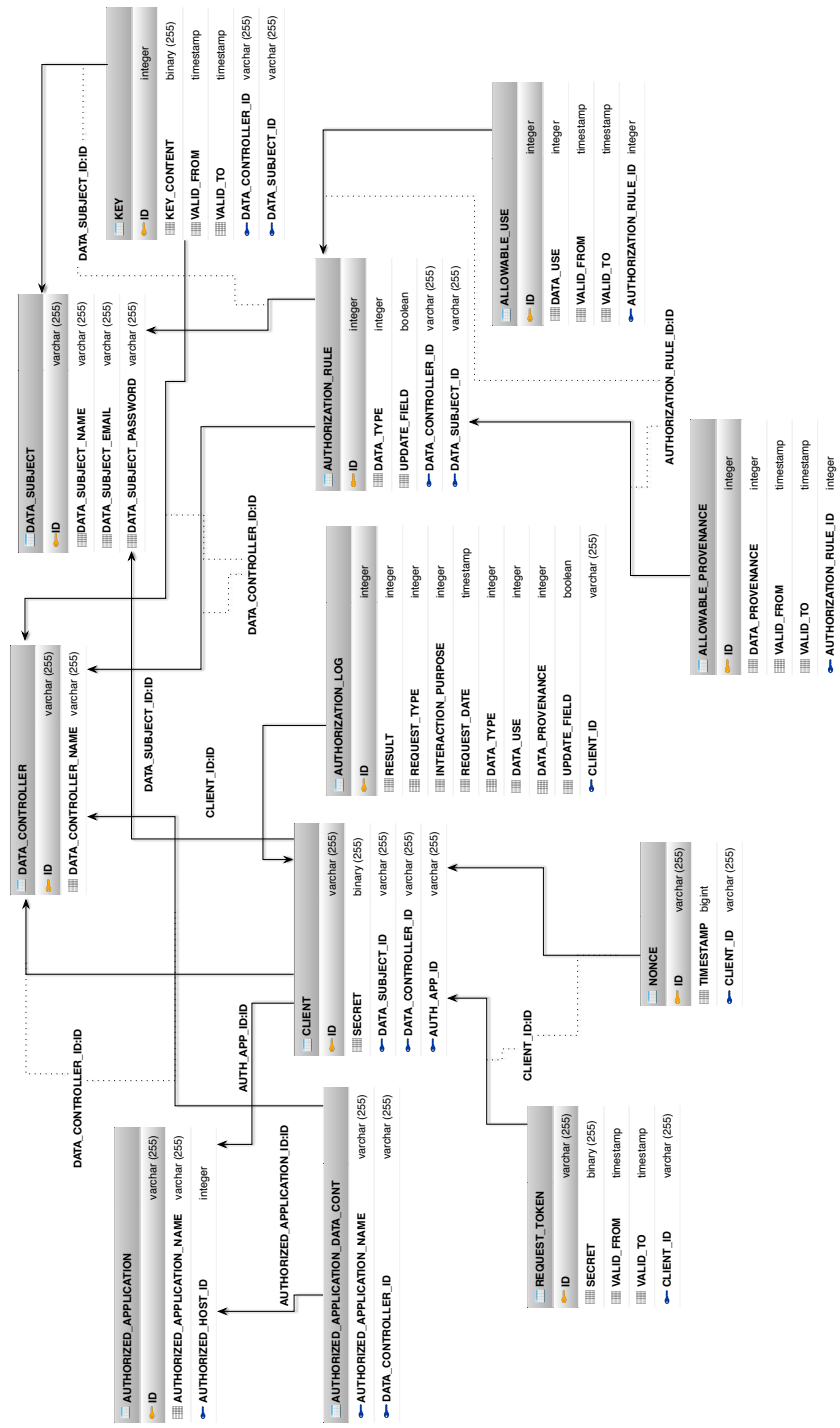 AUTHORIZED_APPLICATION
ID varchar (255)
AUTHORIZED_APPLICATION_NAME varchar (255)
AUTHORIZED_HOST_ID integer
DATA_CONTROLLER
ID varchar (255)
DATA_CONTROLLER_NAME varchar (255)
DATA_SUBJECT
ID varchar (255)
DATA_SUBJECT_NAME varchar (255)
DATA_SUBJECT_EMAIL varchar (255)
DATA_SUBJECT_PASSWORD varchar (255)
KEY
ID integer
KEY_CONTENT binary (255)
VALID_FROM timestamp
VALID_TO timestamp
DATA_CONTROLLER_ID varchar (255)
DATA_SUBJECT_ID varchar (255)
DATA_CONTROLLER_ID:ID
DATA_SUBJECT_ID:ID
DATA_SUBJECT_ID:ID
CLIENT_ID:ID
AUTH_APP_ID:ID
DATA_CONTROLLER_ID:ID
AUTHORIZED_APPLICATION_ID:ID
AUTHORIZED_APPLICATION_DATA_CONT
AUTHORIZED_APPLICATION_NAME varchar (255)
DATA_CONTROLLER_ID varchar (255)
CLIENT
ID varchar (255)
SECRET binary (255)
DATA_SUBJECT_ID varchar (255)
DATA_CONTROLLER_ID varchar (255)
AUTH_APP_ID varchar (255)
AUTHORIZATION_LOG
ID integer
RESULT integer
REQUEST_TYPE integer
INTERACTION_PURPOSE integer
REQUEST_DATE timestamp
DATA_TYPE integer
DATA_USE integer
DATA_PROVENANCE integer
UPDATE_FIELD boolean
CLIENT_ID varchar (255)
AUTHORIZATION_RULE
ID integer
DATA_TYPE integer
UPDATE_FIELD boolean
DATA_CONTROLLER_ID varchar (255)
DATA_SUBJECT_ID varchar (255)
ALLOWABLE_USE
ID integer
DATA_USE integer
VALID_FROM timestamp
VALID_TO timestamp
AUTHORIZATION_RULE_ID integer
CLIENT_ID:ID
AUTHORIZATION_RULE_ID:ID
REQUEST_TOKEN
ID varchar (255)
SECRET binary (255)
VALID_FROM timestamp
VALID_TO timestamp
CLIENT_ID varchar (255)
NONCE
ID varchar (255)
TIMESTAMP bigint
CLIENT_ID varchar (255)
ALLOWABLE_PROVENANCE
ID integer
DATA_PROVENANCE integer
VALID_FROM timestamp
VALID_TO timestamp
AUTHORIZATION_RULE_ID integer